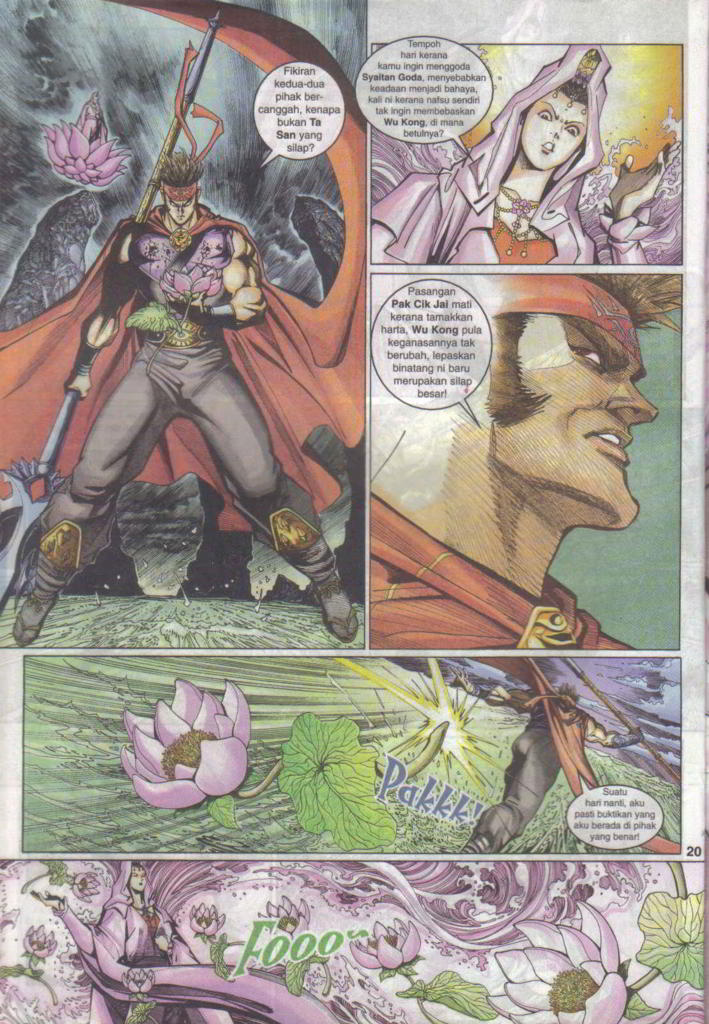 Fikiran
kedua-dua
pihak ber-
canggah, kenapa
bukan Ta
San yang
silap?
Tempoh
hari kerana
kamu ingin menggoda
Syaitan Goda, menyebabkan
keadaan menjadi bahaya,
kali ni kerana nafsu sendiri
tak ingin membebaskan
Wu Kong, di mana
betulnya?
Pasangan
Pak Cik Jai mati
kerana tamakkan
harta, Wu Kong pula
keganasannya tak
berubah, lepaskan
binatang ni baru
merupakan silap
besar!
Pakkk!
Suatu
hari nanti, aku
pasti buktikan yang
aku berada di pihak
yang benar!
20
Fooo